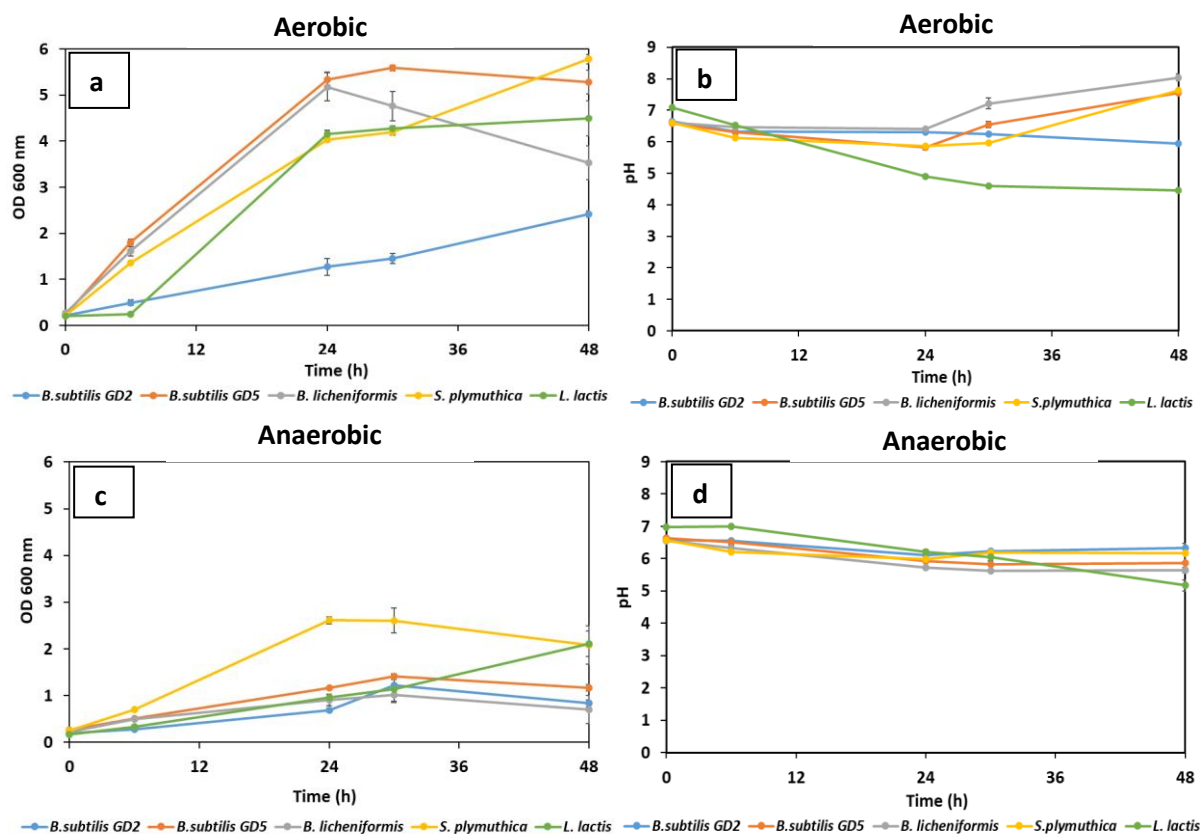 Aerobic
a
6
5
4
3
2
1
0
OD 600 nm
0 12 24 36 48
Time (h)
B.subtilis GD2 B.subtilis GD5 B. licheniformis S. plymuthica L. lactis
Aerobic
b
9
8
7
6
5
4
3
2
1
0
pH
0 12 24 36 48
Time (h)
B.subtilis GD2 B.subtilis GD5 B. licheniformis S.plymuthica L. lactis
Anaerobic
c
6
5
4
3
2
1
0
OD 600 nm
0 12 24 36 48
Time (h)
B.subtilis GD2 B.subtilis GD5 B. licheniformis S.plymuthica L. lactis
Anaerobic
d
9
8
7
6
5
4
3
2
1
0
pH
0 12 24 36 48
Time (h)
B.subtilis GD2 B.subtilis GD5 B. licheniformis S.plymuthica L. lactis